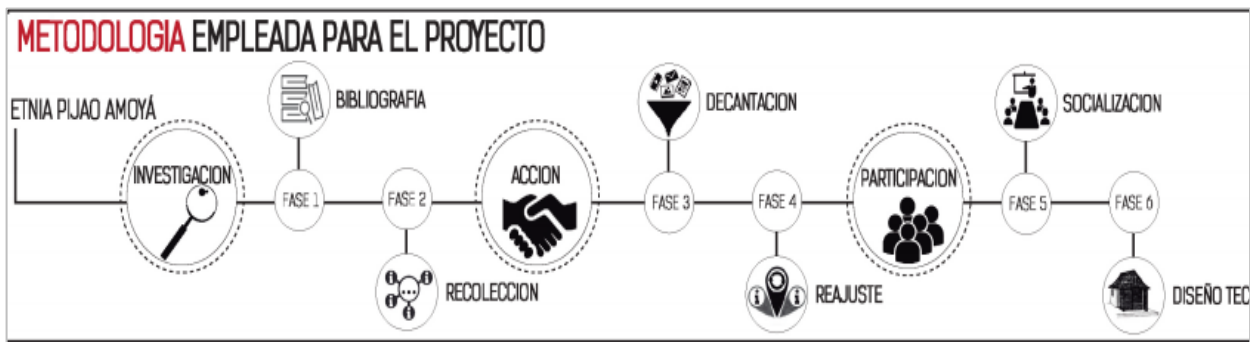 METODOLOGIA EMPLEADA PARA EL PROYECTO
ETNIA PIJAO AMOYÁ
INVESTIGACION
BIBLIOGRAFIA
FASE 1
FASE 2
RECOLECCION
ACCION
DECANTACION
FASE 3
FASE 4
REAJUSTE
PARTICIPACION
SOCIALIZACION
FASE 5
FASE 6
DISEÑO TEC